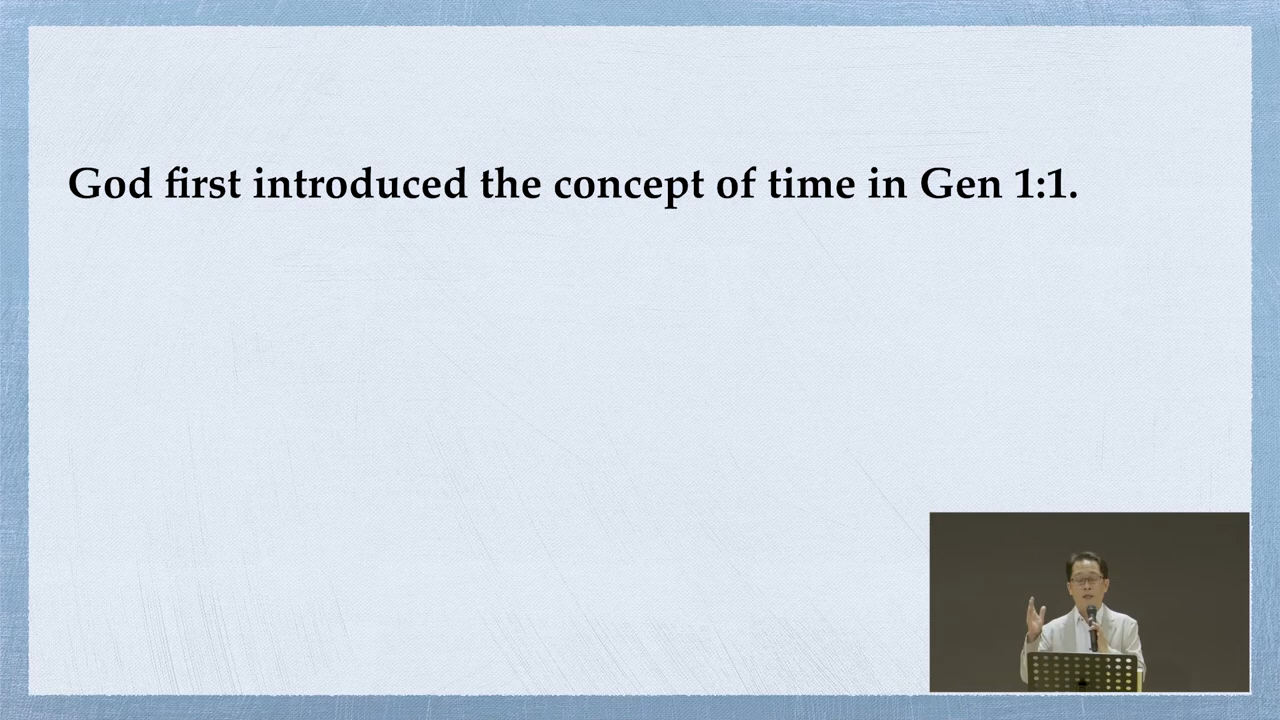 God first introduced the concept of time in Gen 1:1.